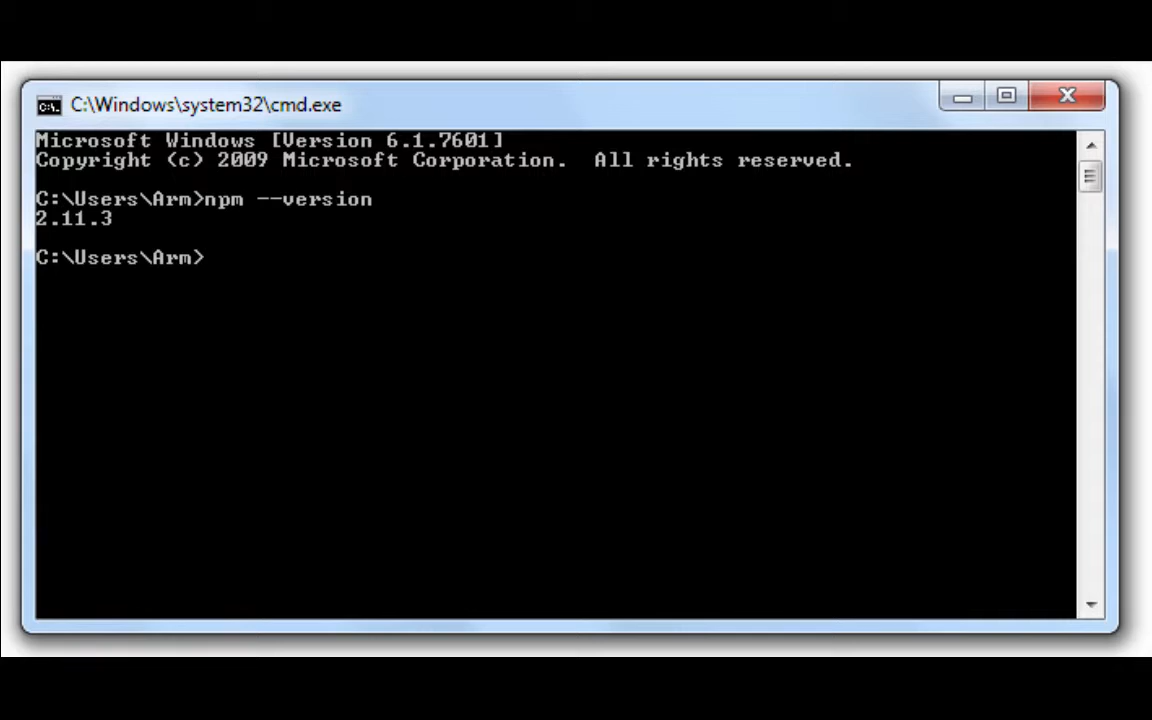 C:\Windows\system32\cmd.exe
Microsoft Windows [Version 6.1.7601]
Copyright (c) 2009 Microsoft Corporation.  All rights reserved.
C:\Users\Arm>npm --version
2.11.3
C:\Users\Arm>